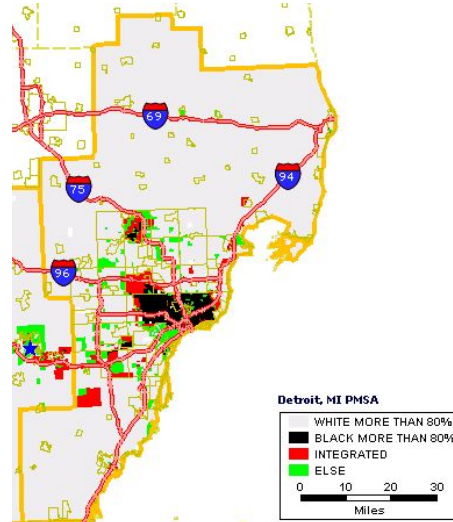 69
94
75
96
Detroit, MI PMSA
WHITE MORE THAN 80%
BLACK MORE THAN 80%
INTEGRATED
ELSE
0 10 20 30
Miles